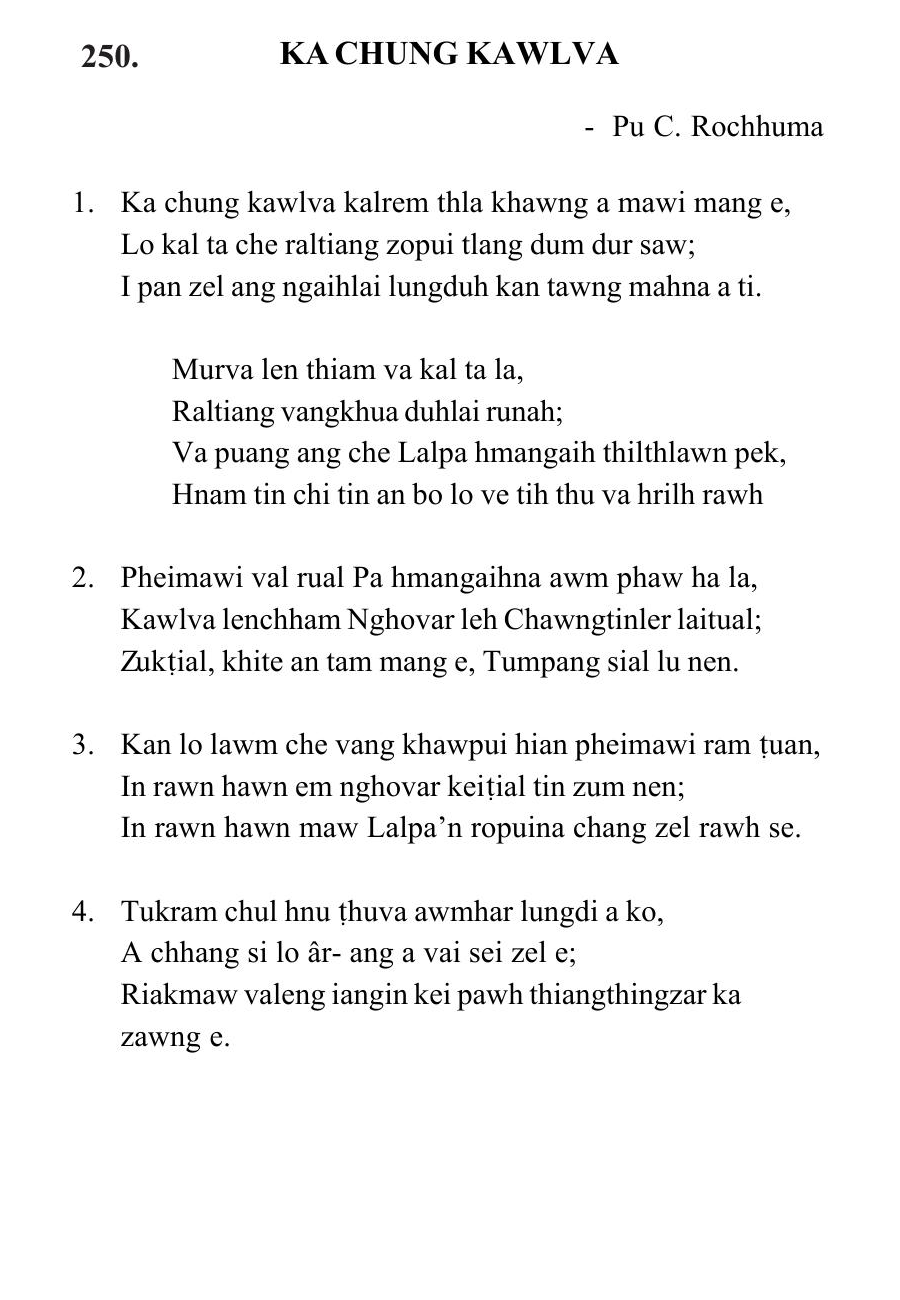 250. KA CHUNG KAWLVA
- Pu C. Rochhuma
1. Ka chung kawlva kalrem thla khawng a mawi mang e,
Lo kal ta che raltiang zopui tlang dum dur saw;
I pan zel ang ngaihlai lungduh kan tawng mahna a ti.
Murva len thiam va kal ta la,
Raltiang vangkhua duhlai runah;
Va puang ang che Lalpa hmangaih thilthlawn pek,
Hnam tin chi tin an bo lo ve tih thu va hrilh rawh
2. Pheimawi val rual Pa hmangaihna awm phaw ha la,
Kawlva lenchham Nghovar leh Chawngtinler laitual;
Zukṭial, khite an tam mang e, Tumpang sial lu nen.
3. Kan lo lawm che vang khawpui hian pheimawi ram ṭuan,
In rawn hawn em nghovar keiṭial tin zum nen;
In rawn hawn maw Lalpa’n ropuina chang zel rawh se.
4. Tukram chul hnu ṭhuva awmhar lungdi a ko,
A chhang si lo âr- ang a vai sei zel e;
Riakmaw valeng iangin kei pawh thiangthingzar ka
zawng e.